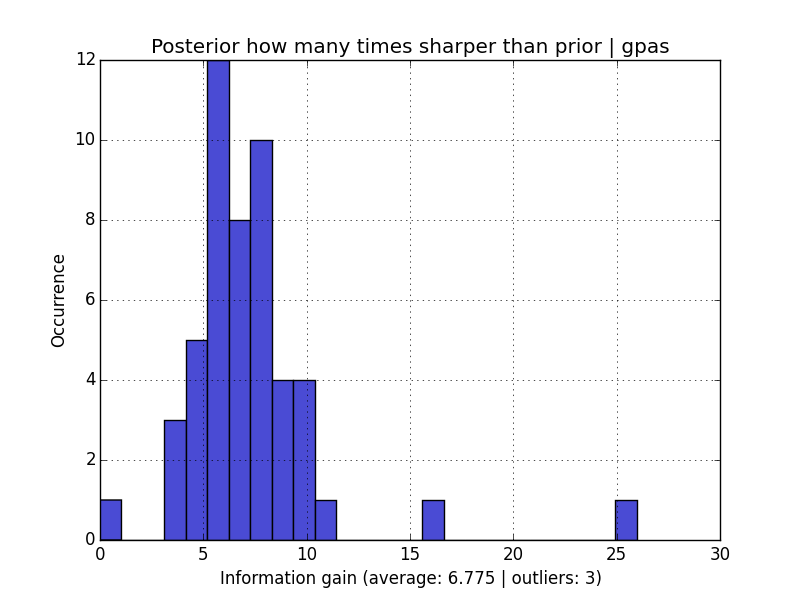 Posterior how many times sharper than prior | gpas
12
10
8
6
4
2
0
Occurrence
0 5 10 15 20 25 30
Information gain (average: 6.775 | outliers: 3)